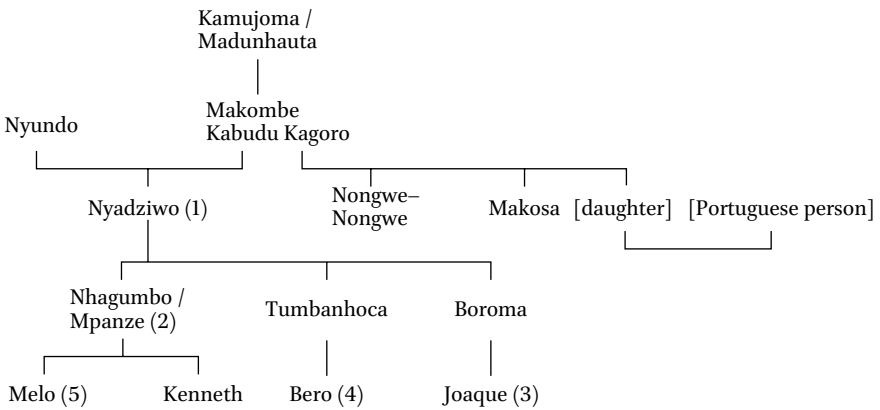 Kamujoma /
Madunhauta
Nyundo
Makombe
Kabudu Kagoro
Nyadziwo (1)
Nongwe–
Nongwe
Makosa
[daughter]
[Portuguese person]
Nhagumbo /
Mpanze (2)
Tumbanhoca
Boroma
Melo (5)
Kenneth
Bero (4)
Joaque (3)